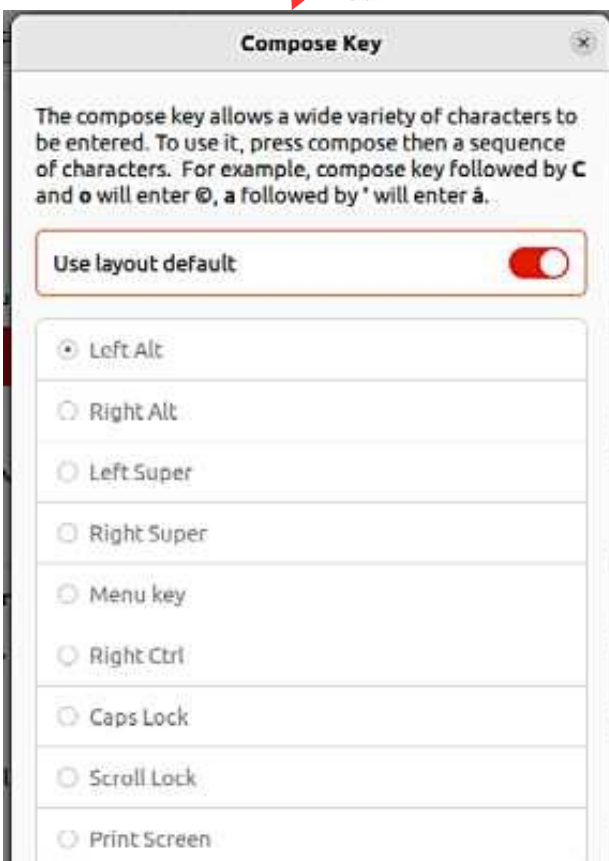 Compose Key
The compose key allows a wide variety of characters to
be entered. To use it, press compose then a sequence
of characters. For example, compose key followed by C
and o will enter ©, a followed by ' will enter á.
Use layout default
Left Alt
Right Alt
Left Super
Right Super
Menu key
Right Ctrl
Caps Lock
Scroll Lock
Print Screen